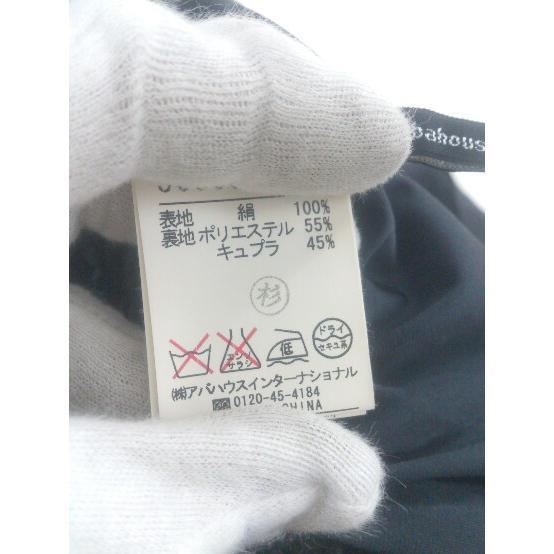 pahous
表地 絹 100%
裏地 ポリエステル 55%
キュプラ 45%
杉
エンソ サラシ 低 ドライ セキユ系
㈱アバハウスインターナショナル
0120-45-4184
CHINA